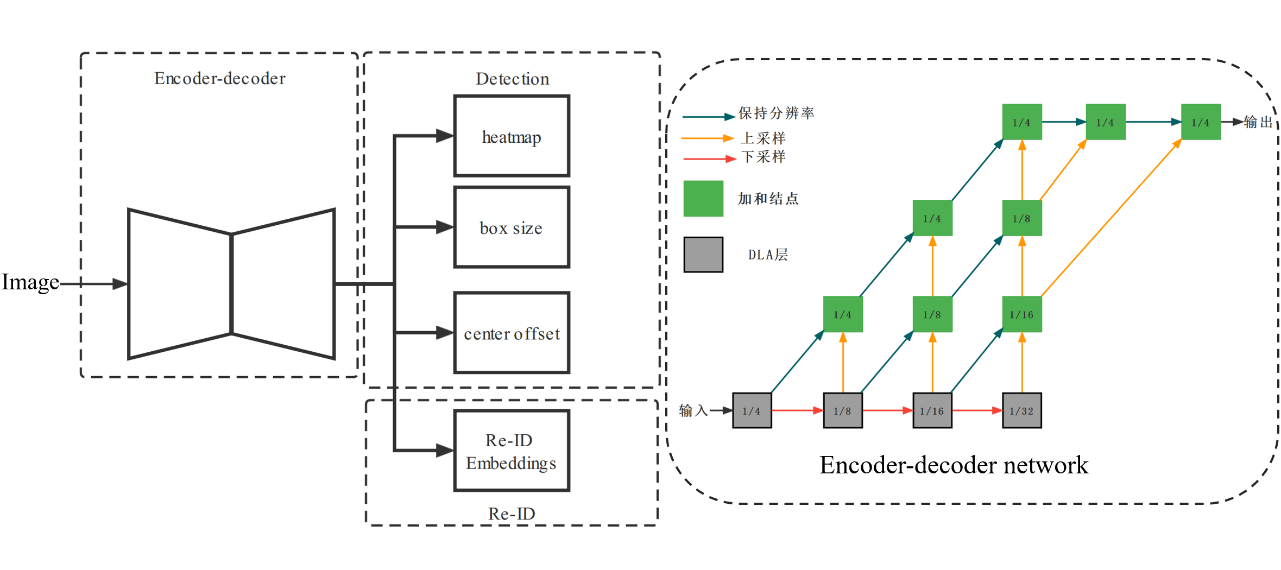 Encoder-decoder
Image
Detection
heatmap
box size
center offset
Re-ID
Embeddings
Re-ID
保持分辨率
上采样
下采样
加和结点
DLA层
1/4
1/4
1/4
输出
1/4
1/8
1/4
1/8
1/16
输入
1/4
1/8
1/16
1/32
Encoder-decoder network